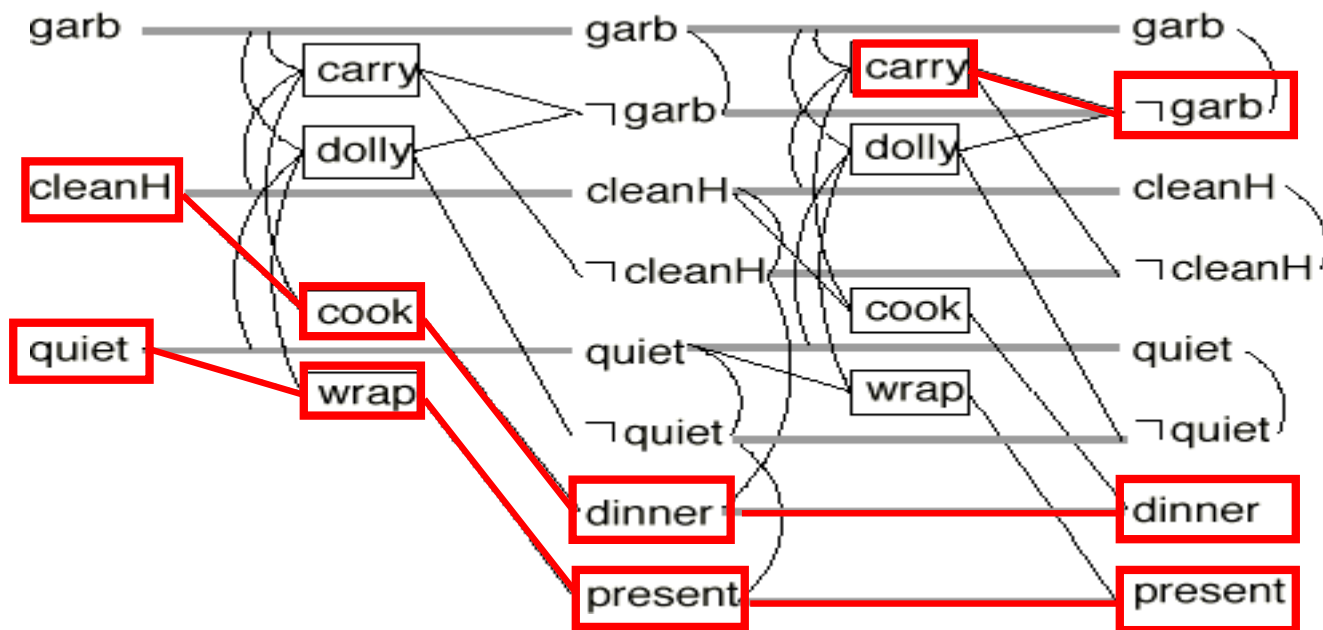 garb
cleanH
quiet
carry
dolly
cook
wrap
garb
¬garb
cleanH
¬cleanH
quiet
¬quiet
dinner
present
carry
dolly
cook
wrap
garb
¬garb
cleanH
¬cleanH
quiet
¬quiet
dinner
present